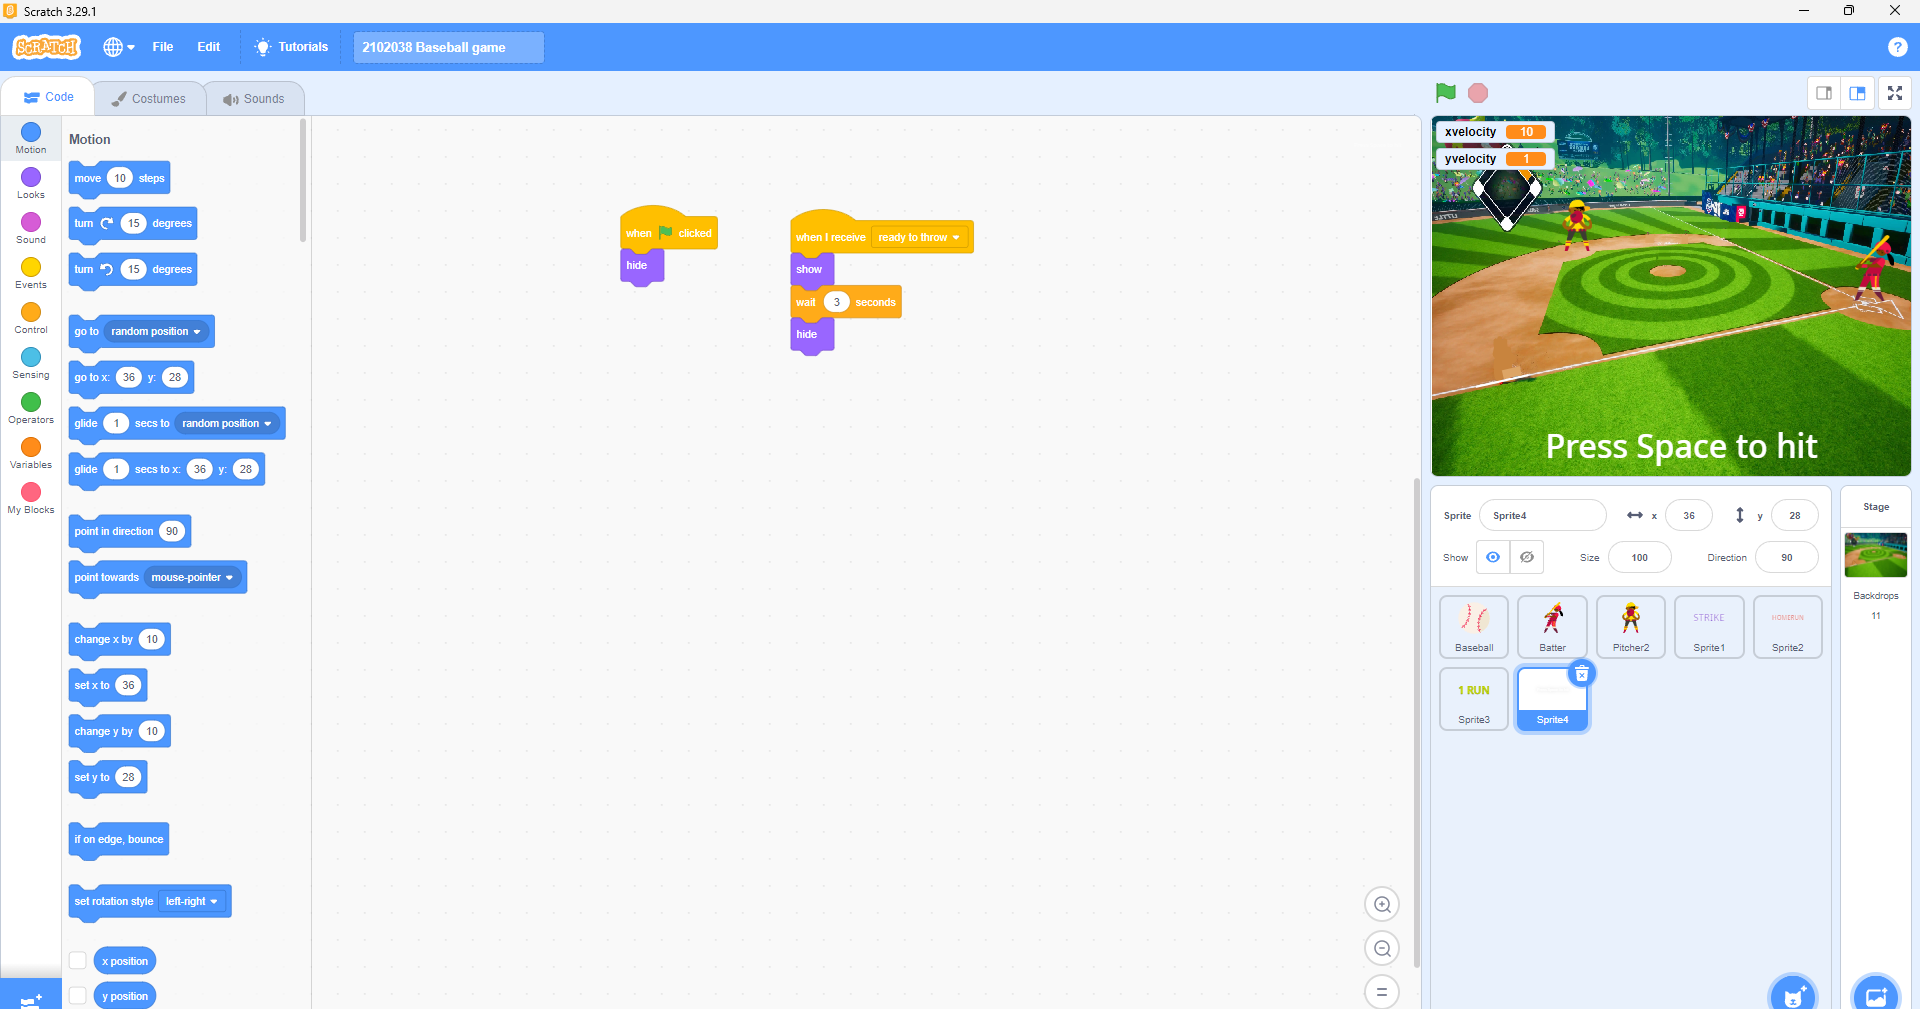 Scratch 3.29.1
SCRATCH
File
Edit
Tutorials
2102038 Baseball game
Code
Costumes
Sounds
Motion
Looks
Sound
Events
Control
Sensing
Operators
Variables
My Blocks
Motion
move 10 steps
turn 15 degrees
turn 15 degrees
go to random position
go to x: 36 y: 28
glide 1 secs to random position
glide 1 secs to x: 36 y: 28
point in direction 90
point towards mouse-pointer
change x by 10
set x to 36
change y by 10
set y to 28
if on edge, bounce
set rotation style left-right
x position
y position
when clicked
hide
when I receive ready to throw
show
wait 3 seconds
hide
xvelocity 10
yvelocity 1
Press Space to hit
Sprite Sprite4 x 36 y 28
Show Size 100 Direction 90
Baseball
Batter
Pitcher2
STRIKE
Sprite1
HOMERUN
Sprite2
1 RUN
Sprite3
Sprite4
Stage
Backdrops
11